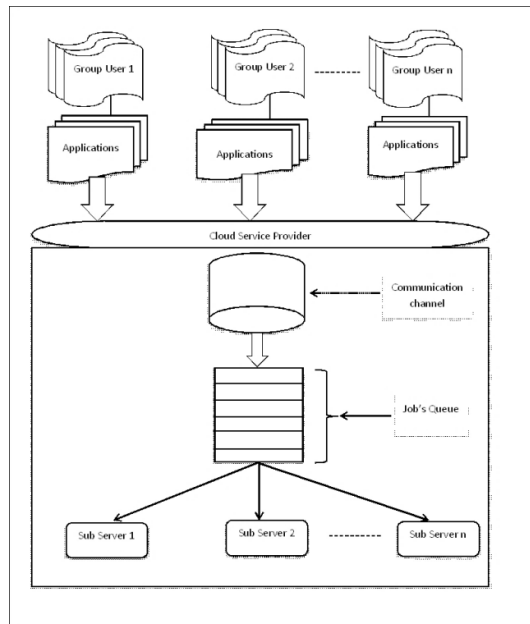 Group User 1
Group User 2
Group User n
Applications
Applications
Applications
Cloud Service Provider
Communication
channel
Job's Queue
Sub Server 1
Sub Server 2
Sub Server n